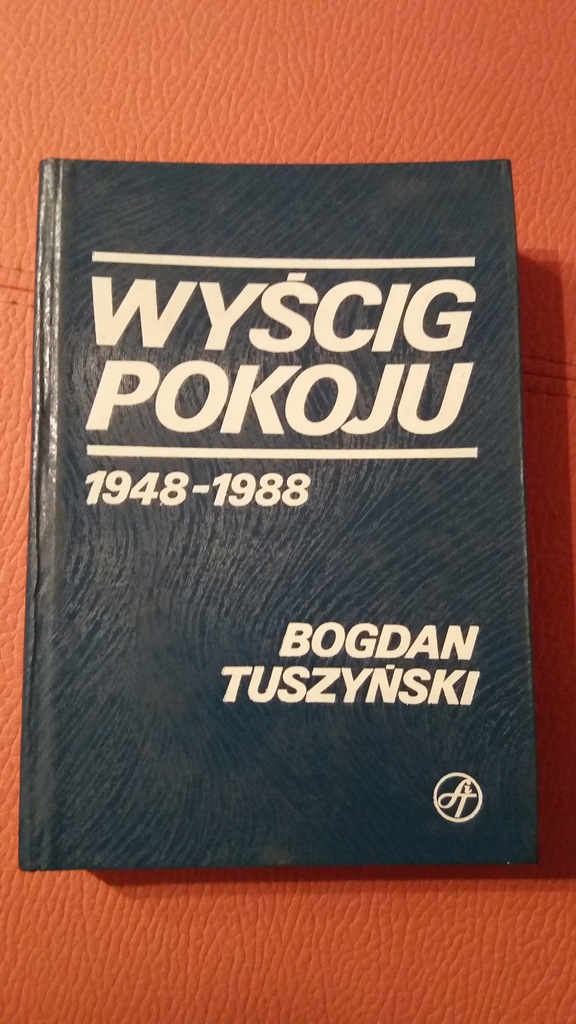 WYŚCIG
POKOJU
1948-1988
BOGDAN
TUSZYŃSKI